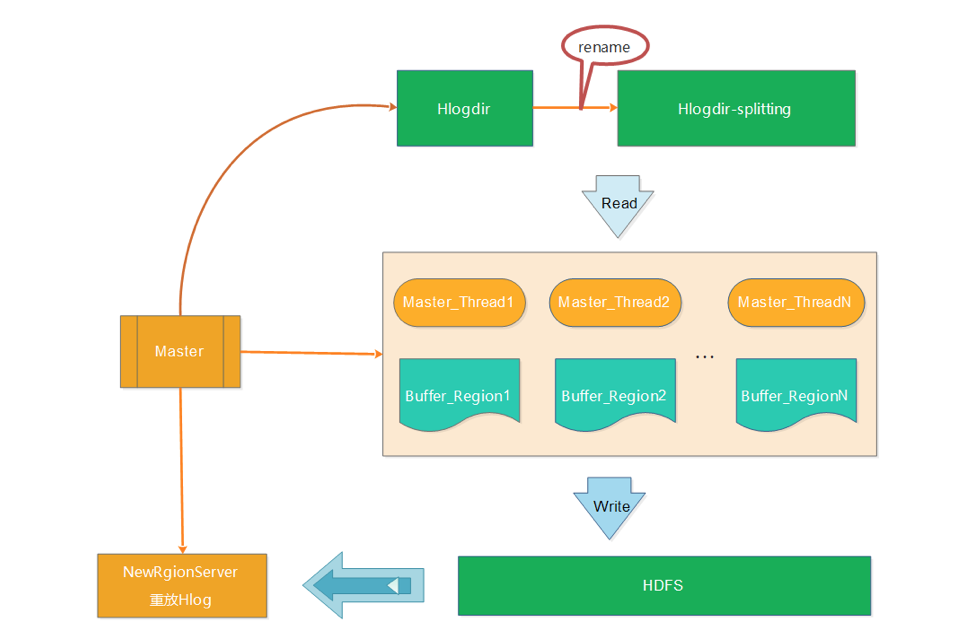 rename
Hlogdir
Hlogdir-splitting
Read
Master_Thread1
Master_Thread2
Master_ThreadN
Master
...
Buffer_Region1
Buffer_Region2
Buffer_RegionN
Write
NewRgionServer
重放Hlog
HDFS